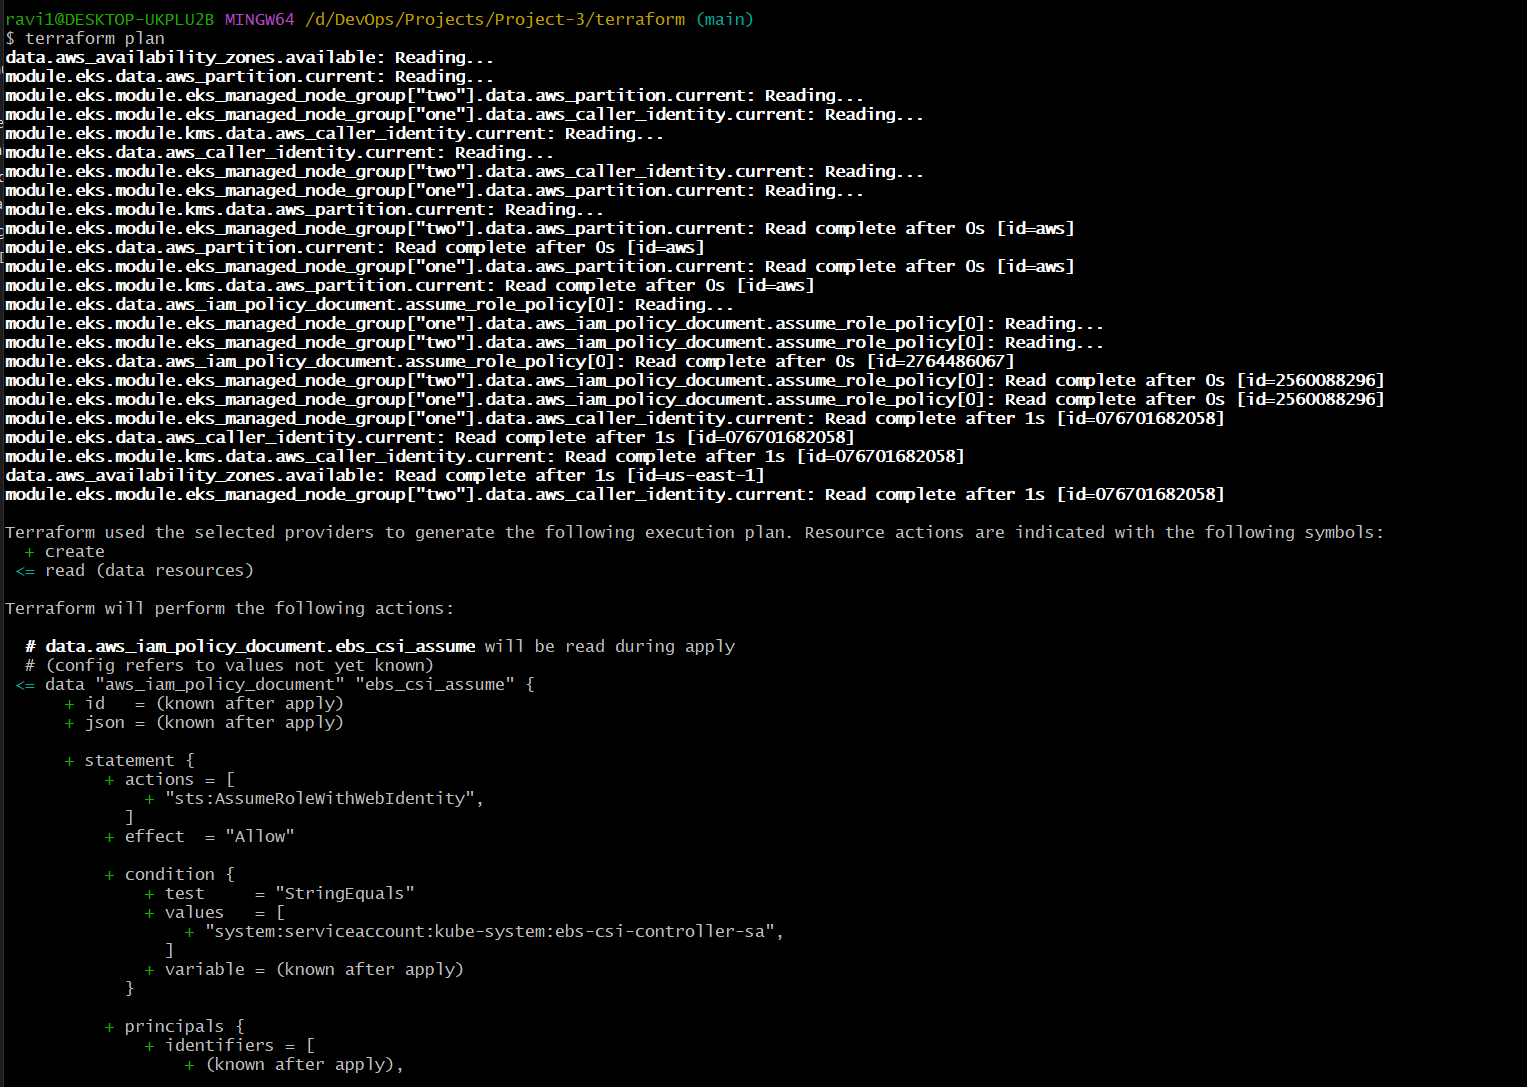 ravi1@DESKTOP-UKPLU2B MINGW64 /d/DevOps/Projects/Project-3/terraform (main)
$ terraform plan
data.aws_availability_zones.available: Reading...
module.eks.data.aws_partition.current: Reading...
module.eks.module.eks_managed_node_group["two"].data.aws_partition.current: Reading...
module.eks.module.eks_managed_node_group["one"].data.aws_caller_identity.current: Reading...
module.eks.module.kms.data.aws_caller_identity.current: Reading...
module.eks.data.aws_caller_identity.current: Reading...
module.eks.module.eks_managed_node_group["two"].data.aws_caller_identity.current: Reading...
module.eks.module.eks_managed_node_group["one"].data.aws_partition.current: Reading...
module.eks.module.kms.data.aws_partition.current: Reading...
module.eks.module.eks_managed_node_group["two"].data.aws_partition.current: Read complete after 0s [id=aws]
module.eks.data.aws_partition.current: Read complete after 0s [id=aws]
module.eks.module.eks_managed_node_group["one"].data.aws_partition.current: Read complete after 0s [id=aws]
module.eks.module.kms.data.aws_partition.current: Read complete after 0s [id=aws]
module.eks.data.aws_iam_policy_document.assume_role_policy[0]: Reading...
module.eks.module.eks_managed_node_group["one"].data.aws_iam_policy_document.assume_role_policy[0]: Reading...
module.eks.module.eks_managed_node_group["two"].data.aws_iam_policy_document.assume_role_policy[0]: Reading...
module.eks.data.aws_iam_policy_document.assume_role_policy[0]: Read complete after 0s [id=2764486067]
module.eks.module.eks_managed_node_group["two"].data.aws_iam_policy_document.assume_role_policy[0]: Read complete after 0s [id=2560088296]
module.eks.module.eks_managed_node_group["one"].data.aws_iam_policy_document.assume_role_policy[0]: Read complete after 0s [id=2560088296]
module.eks.module.eks_managed_node_group["one"].data.aws_caller_identity.current: Read complete after 1s [id=076701682058]
module.eks.data.aws_caller_identity.current: Read complete after 1s [id=076701682058]
module.eks.module.kms.data.aws_caller_identity.current: Read complete after 1s [id=076701682058]
data.aws_availability_zones.available: Read complete after 1s [id=us-east-1]
module.eks.module.eks_managed_node_group["two"].data.aws_caller_identity.current: Read complete after 1s [id=076701682058]
Terraform used the selected providers to generate the following execution plan. Resource actions are indicated with the following symbols:
+ create
<= read (data resources)
Terraform will perform the following actions:
# data.aws_iam_policy_document.ebs_csi_assume will be read during apply
# (config refers to values not yet known)
<= data "aws_iam_policy_document" "ebs_csi_assume" {
+ id = (known after apply)
+ json = (known after apply)
+ statement {
+ actions = [
+ "sts:AssumeRoleWithWebIdentity",
]
+ effect = "Allow"
+ condition {
+ test = "StringEquals"
+ values = [
+ "system:serviceaccount:kube-system:ebs-csi-controller-sa",
]
+ variable = (known after apply)
}
+ principals {
+ identifiers = [
+ (known after apply),